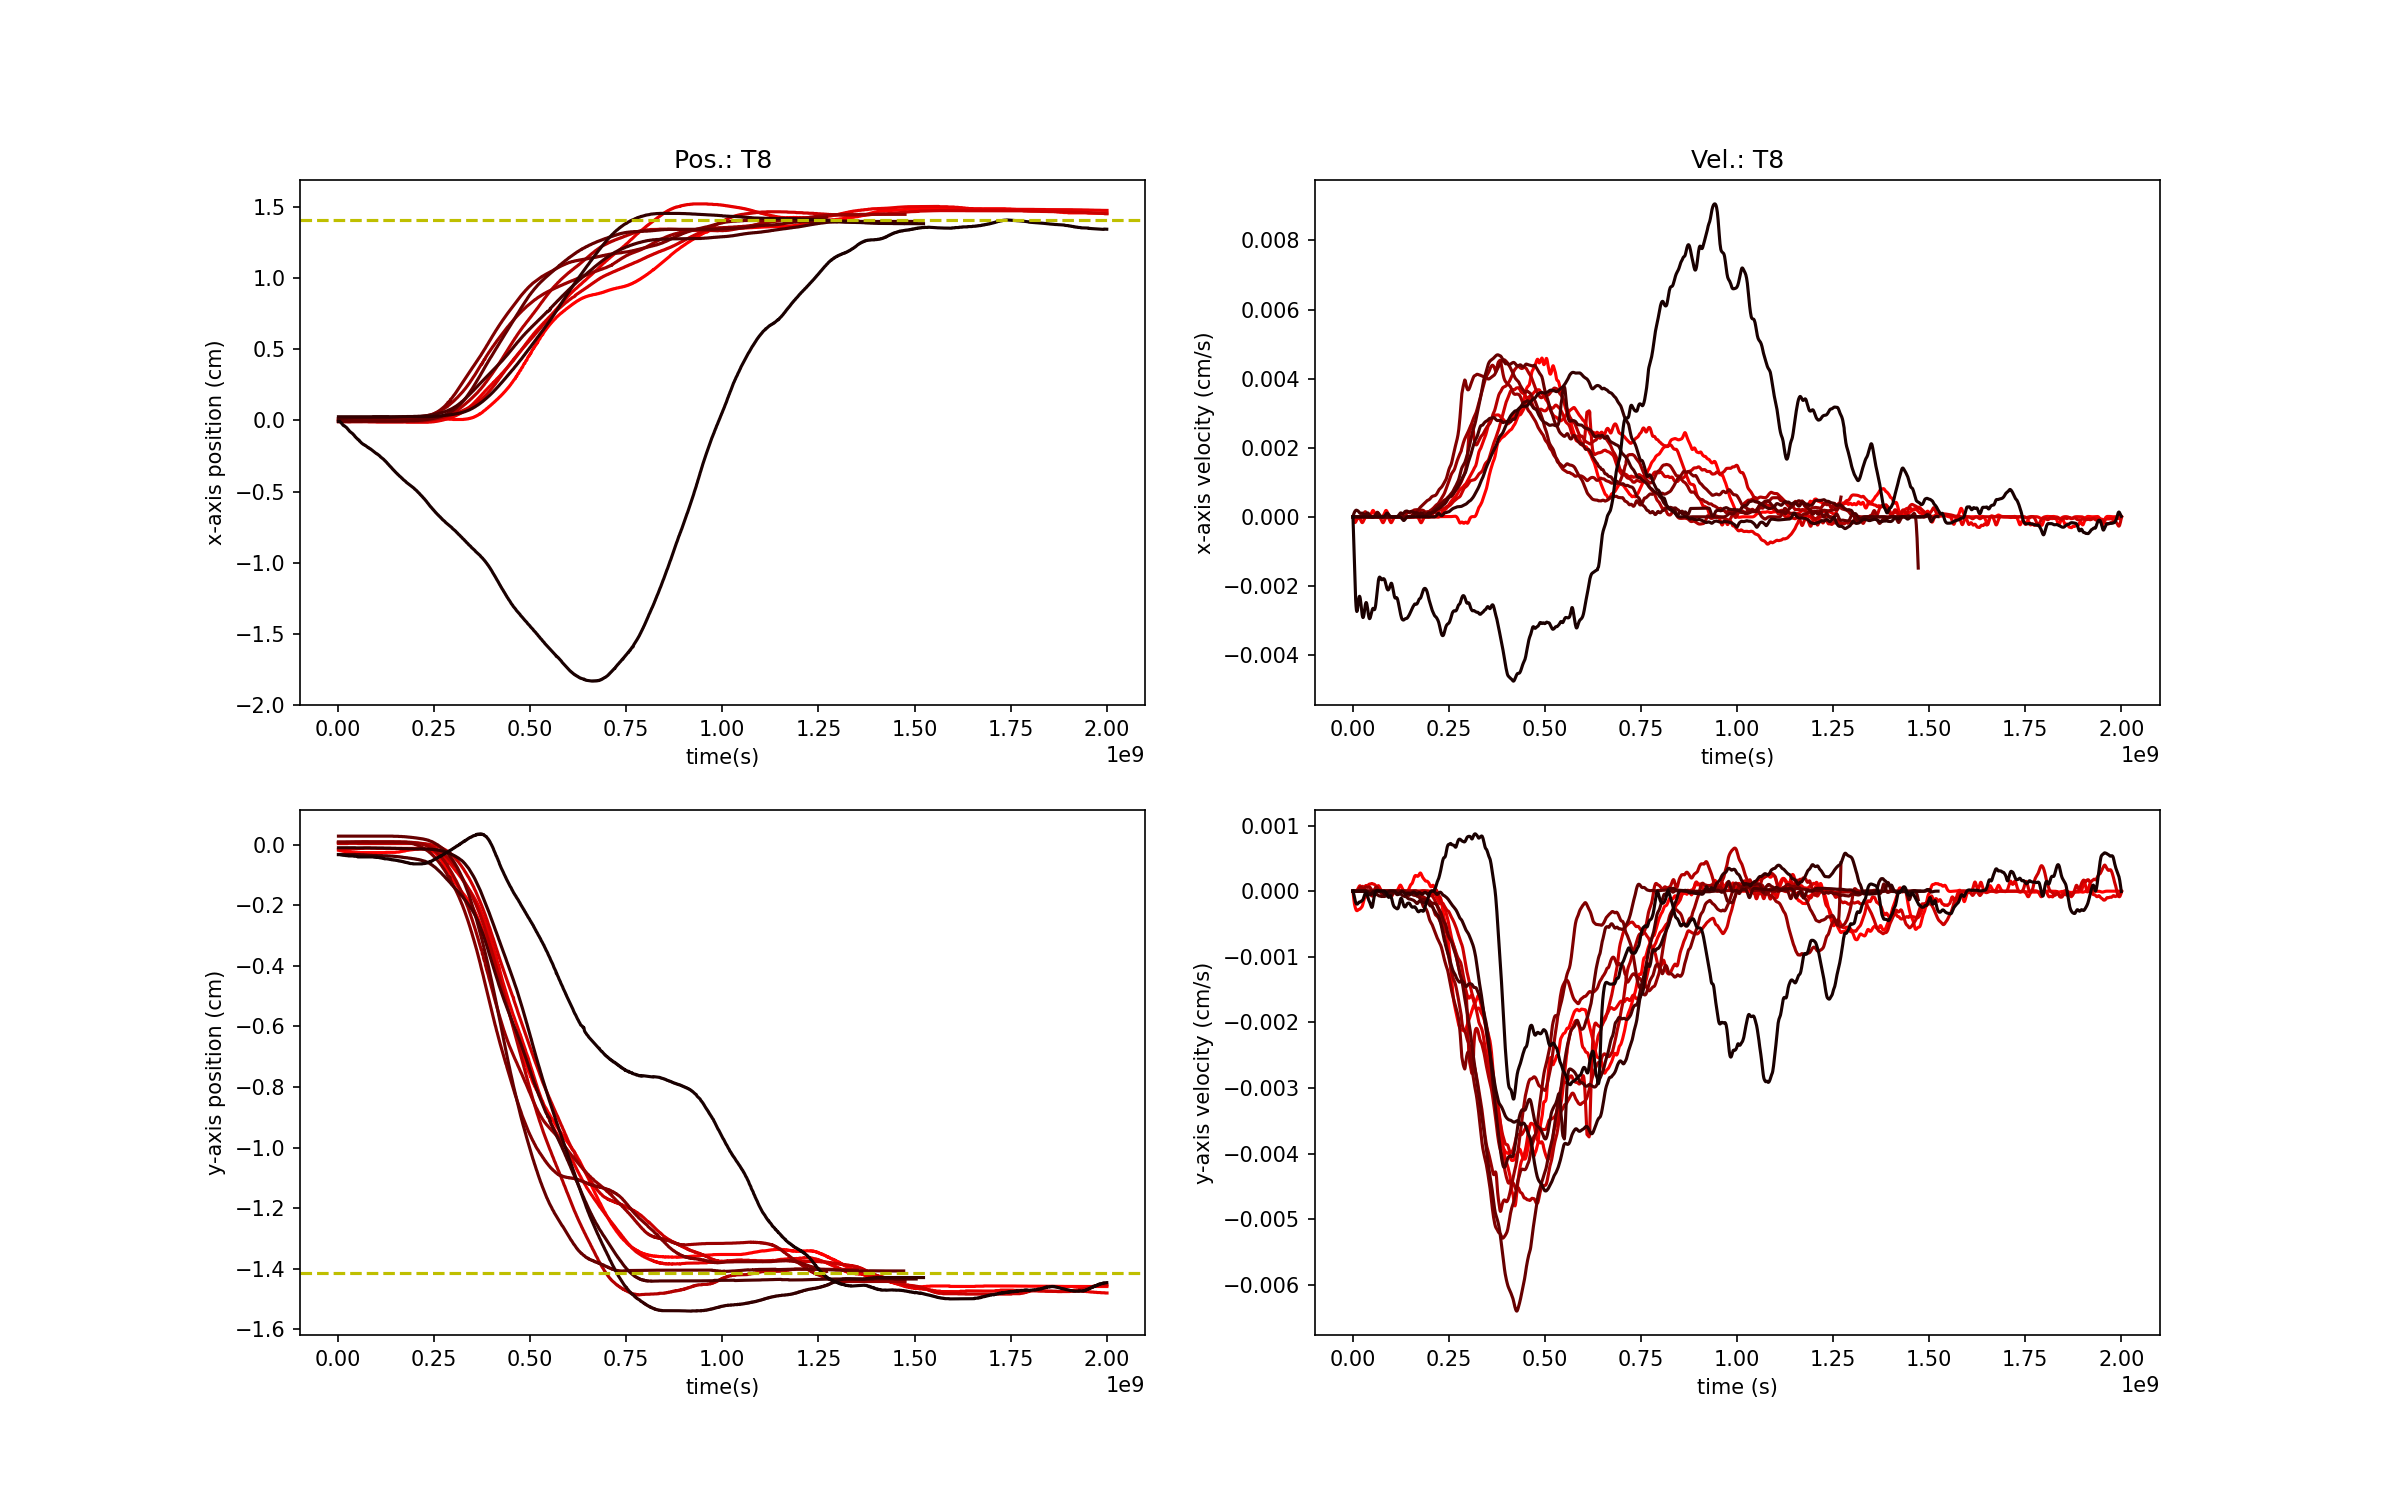 Pos.: T8
x-axis position (cm)
1.5
1.0
0.5
0.0
−0.5
−1.0
−1.5
−2.0
0.00 0.25 0.50 0.75 1.00 1.25 1.50 1.75 2.00
time(s)
1e9
Vel.: T8
x-axis velocity (cm/s)
0.008
0.006
0.004
0.002
0.000
−0.002
−0.004
0.00 0.25 0.50 0.75 1.00 1.25 1.50 1.75 2.00
time(s)
1e9
y-axis position (cm)
0.0
−0.2
−0.4
−0.6
−0.8
−1.0
−1.2
−1.4
−1.6
0.00 0.25 0.50 0.75 1.00 1.25 1.50 1.75 2.00
time(s)
1e9
y-axis velocity (cm/s)
0.001
0.000
−0.001
−0.002
−0.003
−0.004
−0.005
−0.006
0.00 0.25 0.50 0.75 1.00 1.25 1.50 1.75 2.00
time (s)
1e9